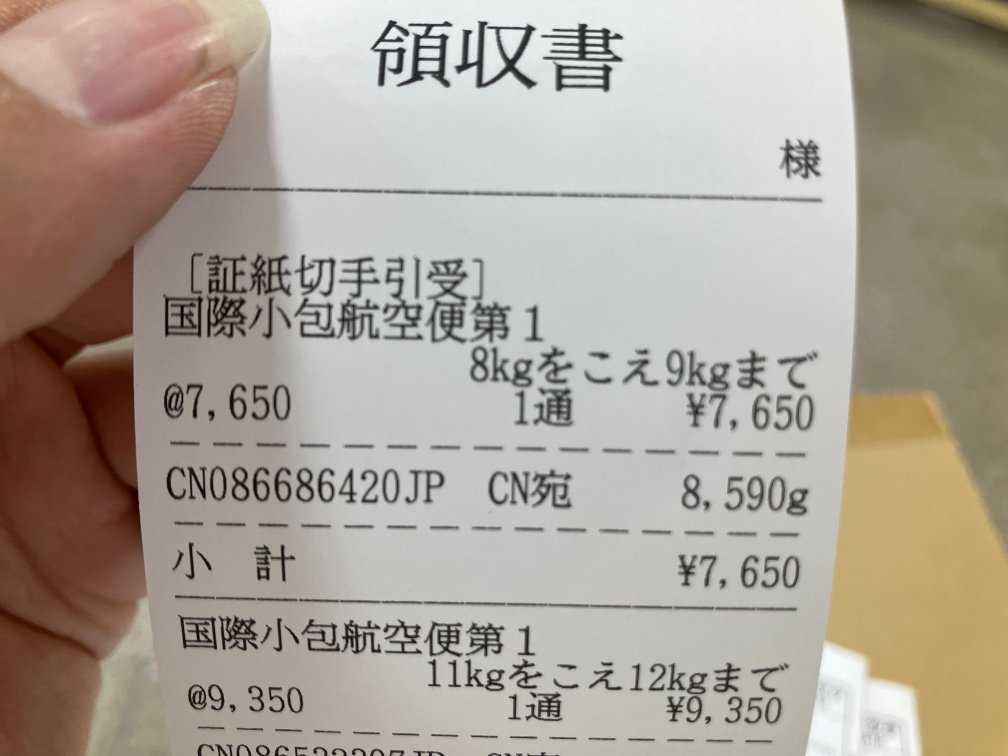 領収書
様
[証紙切手引受]
国際小包航空便第1
8kgをこえ9kgまで
@7,650 1通 ¥7,650
CN086686420JP CN宛 8,590g
小 計 ¥7,650
国際小包航空便第1
11kgをこえ12kgまで
@9,350 1通 ¥9,350